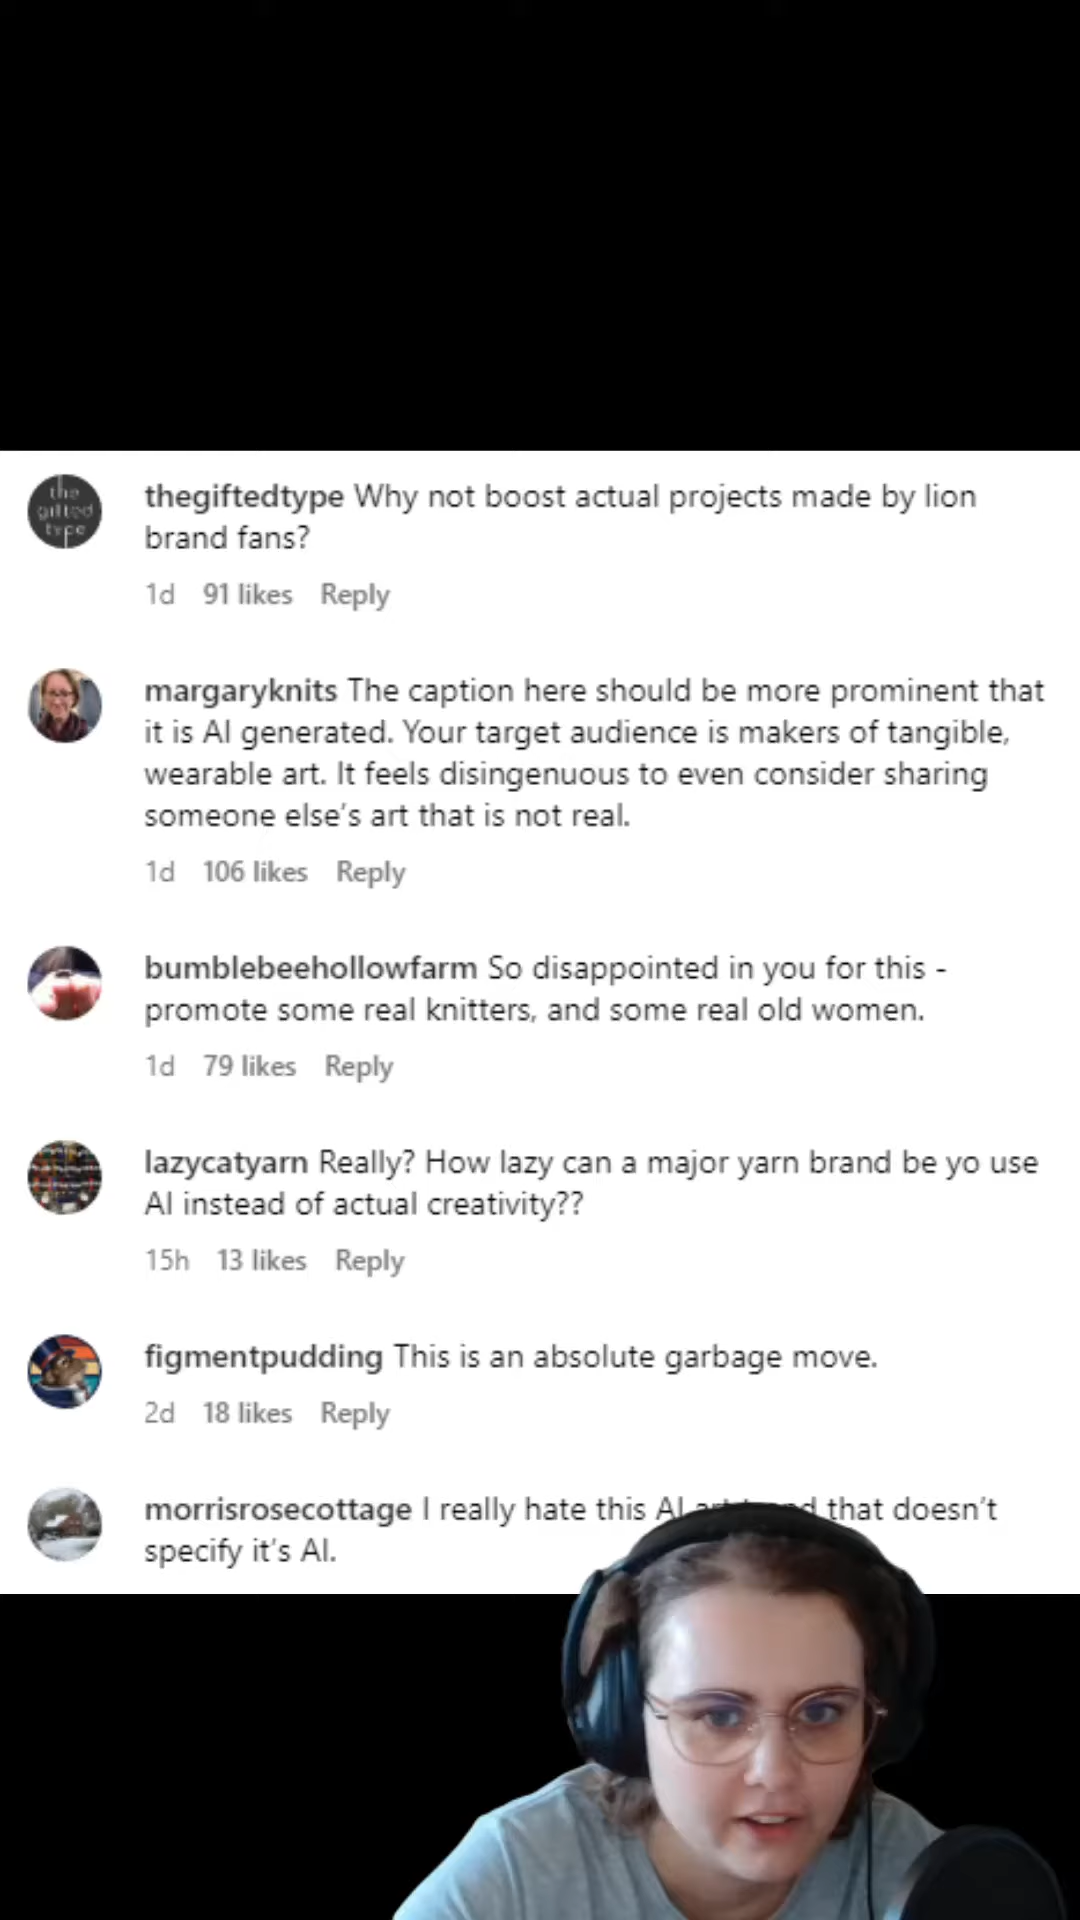 the
gifted
type
thegiftedtype Why not boost actual projects made by lion
brand fans?
1d 91 likes Reply
margaryknits The caption here should be more prominent that
it is AI generated. Your target audience is makers of tangible,
wearable art. It feels disingenuous to even consider sharing
someone else's art that is not real.
1d 106 likes Reply
bumblebeehollowfarm So disappointed in you for this -
promote some real knitters, and some real old women.
1d 79 likes Reply
lazycatyarn Really? How lazy can a major yarn brand be yo use
AI instead of actual creativity??
15h 13 likes Reply
figmentpudding This is an absolute garbage move.
2d 18 likes Reply
morrisrosecottage I really hate this AI art that doesn't
specify it's AI.